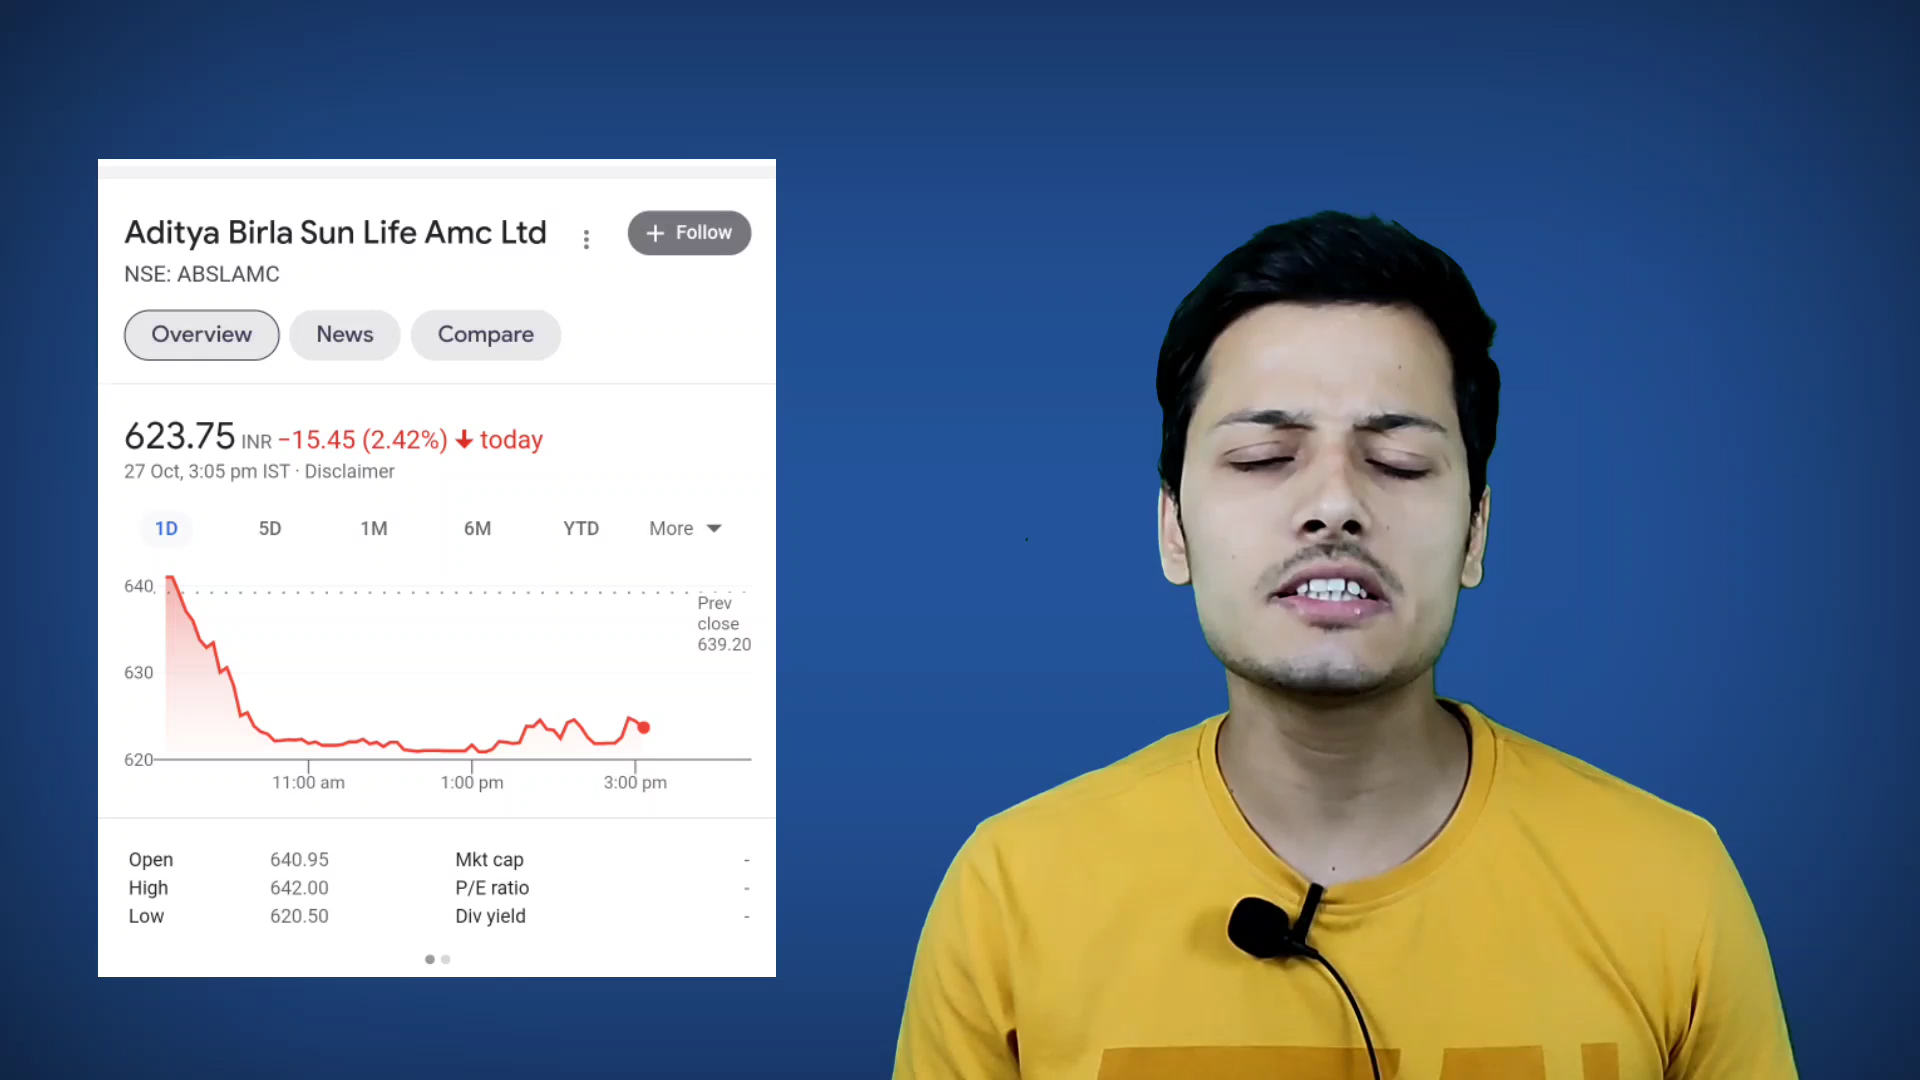 Aditya Birla Sun Life Amc Ltd
+ Follow
NSE: ABSLAMC
Overview News Compare
623.75 INR −15.45 (2.42%) ↓ today
27 Oct, 3:05 pm IST · Disclaimer
1D 5D 1M 6M YTD More
640
Prev
close
639.20
630
620
11:00 am 1:00 pm 3:00 pm
Open 640.95 Mkt cap -
High 642.00 P/E ratio -
Low 620.50 Div yield -